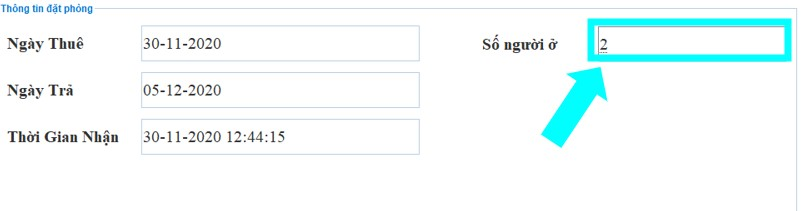 Thông tin đặt phòng
Ngày Thuê 30-11-2020 Số người ở 2
Ngày Trả 05-12-2020
Thời Gian Nhận 30-11-2020 12:44:15